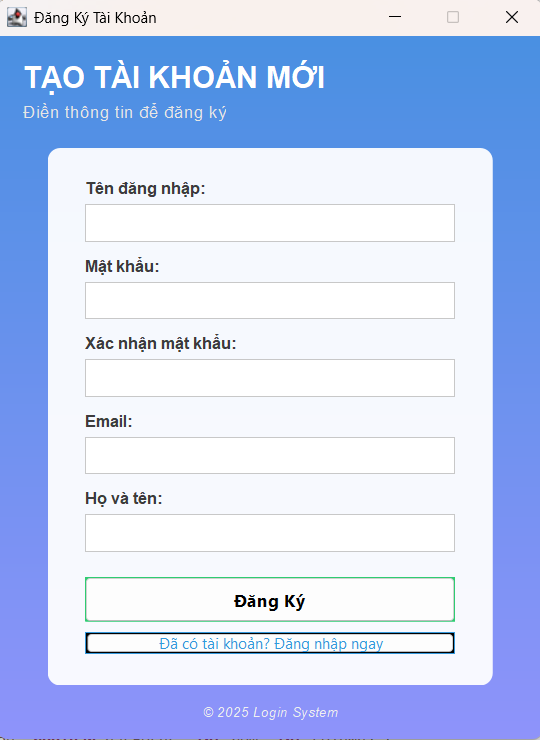 Đăng Ký Tài Khoản
TẠO TÀI KHOẢN MỚI
Điền thông tin để đăng ký
Tên đăng nhập:
Mật khẩu:
Xác nhận mật khẩu:
Email:
Họ và tên:
Đăng Ký
Đã có tài khoản? Đăng nhập ngay
© 2025 Login System